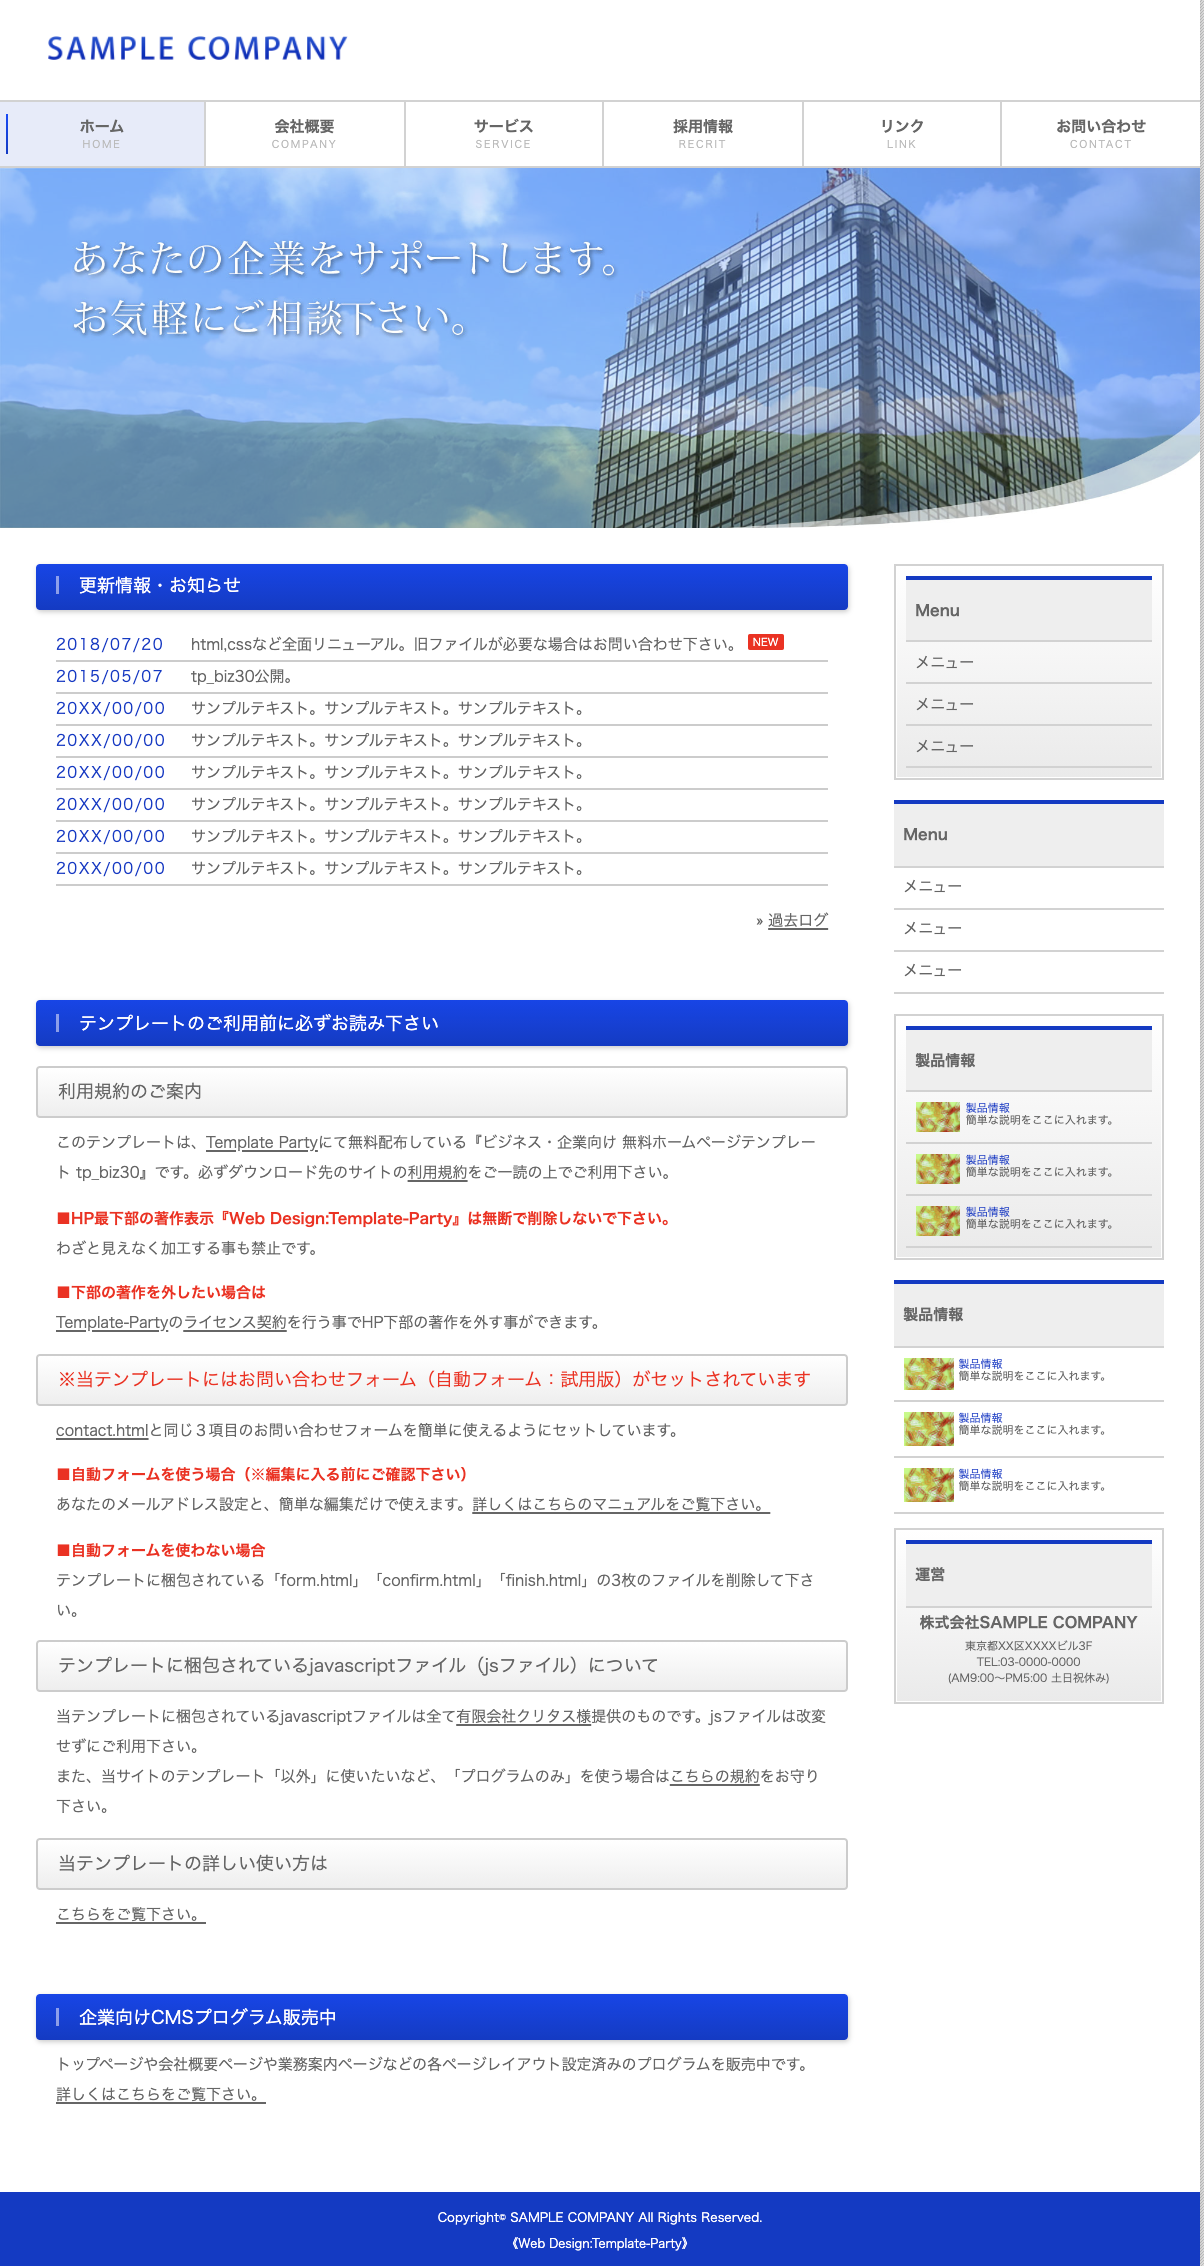 SAMPLE COMPANY
ホーム
HOME
会社概要
COMPANY
サービス
SERVICE
採用情報
RECRIT
リンク
LINK
お問い合わせ
CONTACT
あなたの企業をサポートします。
お気軽にご相談下さい。
更新情報・お知らせ
2018/07/20 html,cssなど全面リニューアル。旧ファイルが必要な場合はお問い合わせ下さい。 NEW
2015/05/07 tp_biz30公開。
20XX/00/00 サンプルテキスト。サンプルテキスト。サンプルテキスト。
20XX/00/00 サンプルテキスト。サンプルテキスト。サンプルテキスト。
20XX/00/00 サンプルテキスト。サンプルテキスト。サンプルテキスト。
20XX/00/00 サンプルテキスト。サンプルテキスト。サンプルテキスト。
20XX/00/00 サンプルテキスト。サンプルテキスト。サンプルテキスト。
20XX/00/00 サンプルテキスト。サンプルテキスト。サンプルテキスト。
» 過去ログ
テンプレートのご利用前に必ずお読み下さい
利用規約のご案内
このテンプレートは、Template Partyにて無料配布している『ビジネス・企業向け 無料ホームページテンプレー
ト tp_biz30』です。必ずダウンロード先のサイトの利用規約をご一読の上でご利用下さい。
■HP最下部の著作表示『Web Design:Template-Party』は無断で削除しないで下さい。
わざと見えなく加工する事も禁止です。
■下部の著作を外したい場合は
Template-Partyのライセンス契約を行う事でHP下部の著作を外す事ができます。
※当テンプレートにはお問い合わせフォーム（自動フォーム：試用版）がセットされています
contact.htmlと同じ３項目のお問い合わせフォームを簡単に使えるようにセットしています。
■自動フォームを使う場合（※編集に入る前にご確認下さい）
あなたのメールアドレス設定と、簡単な編集だけで使えます。詳しくはこちらのマニュアルをご覧下さい。
■自動フォームを使わない場合
テンプレートに梱包されている「form.html」「confirm.html」「finish.html」の3枚のファイルを削除して下さ
い。
テンプレートに梱包されているjavascriptファイル（jsファイル）について
当テンプレートに梱包されているjavascriptファイルは全て有限会社クリタス様提供のものです。jsファイルは改変
せずにご利用下さい。
また、当サイトのテンプレート「以外」に使いたいなど、「プログラムのみ」を使う場合はこちらの規約をお守り
下さい。
当テンプレートの詳しい使い方は
こちらをご覧下さい。
企業向けCMSプログラム販売中
トップページや会社概要ページや業務案内ページなどの各ページレイアウト設定済みのプログラムを販売中です。
詳しくはこちらをご覧下さい。
Menu
メニュー
メニュー
メニュー
Menu
メニュー
メニュー
メニュー
製品情報
製品情報
簡単な説明をここに入れます。
製品情報
簡単な説明をここに入れます。
製品情報
簡単な説明をここに入れます。
製品情報
製品情報
簡単な説明をここに入れます。
製品情報
簡単な説明をここに入れます。
製品情報
簡単な説明をここに入れます。
運営
株式会社SAMPLE COMPANY
東京都XX区XXXXビル3F
TEL:03-0000-0000
(AM9:00〜PM5:00 土日祝休み)
Copyright© SAMPLE COMPANY All Rights Reserved.
《Web Design:Template-Party》